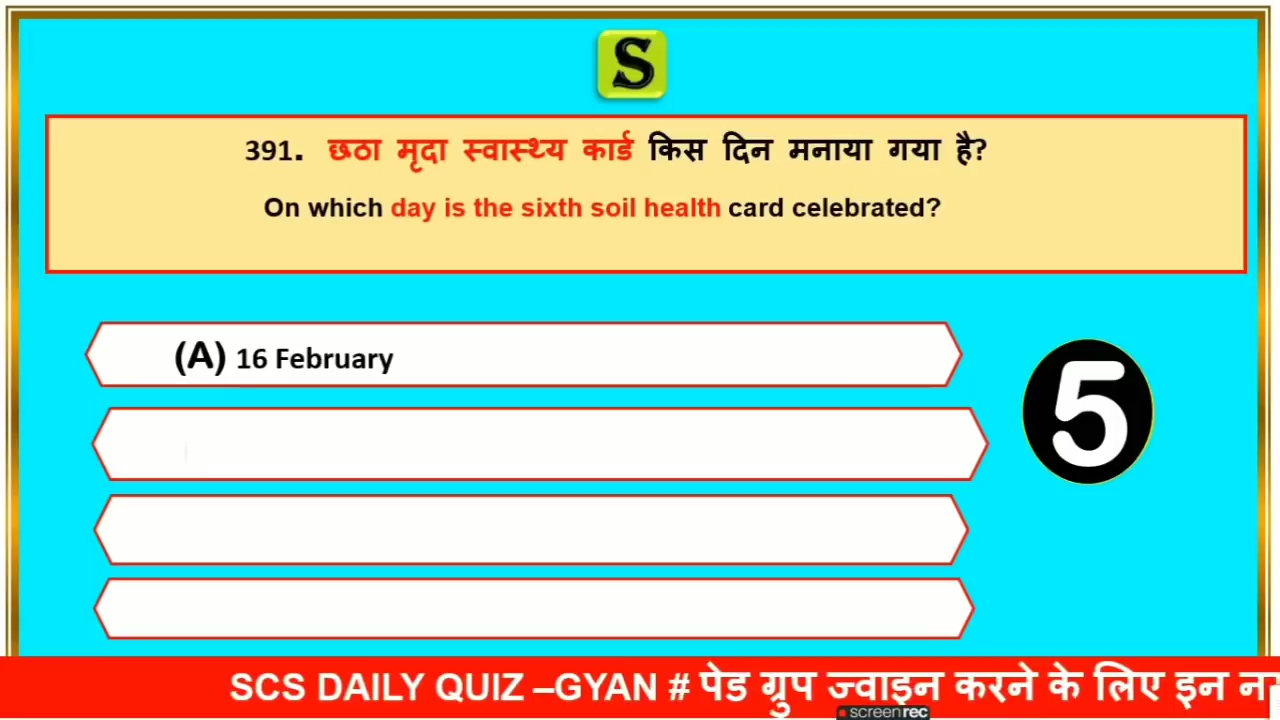 S
391. छठा मृदा स्वास्थ्य कार्ड किस दिन मनाया गया है?
On which day is the sixth soil health card celebrated?
(A) 16 February
5
SCS DAILY QUIZ –GYAN # पेड ग्रुप ज्वाइन करने के लिए इन
screenrec